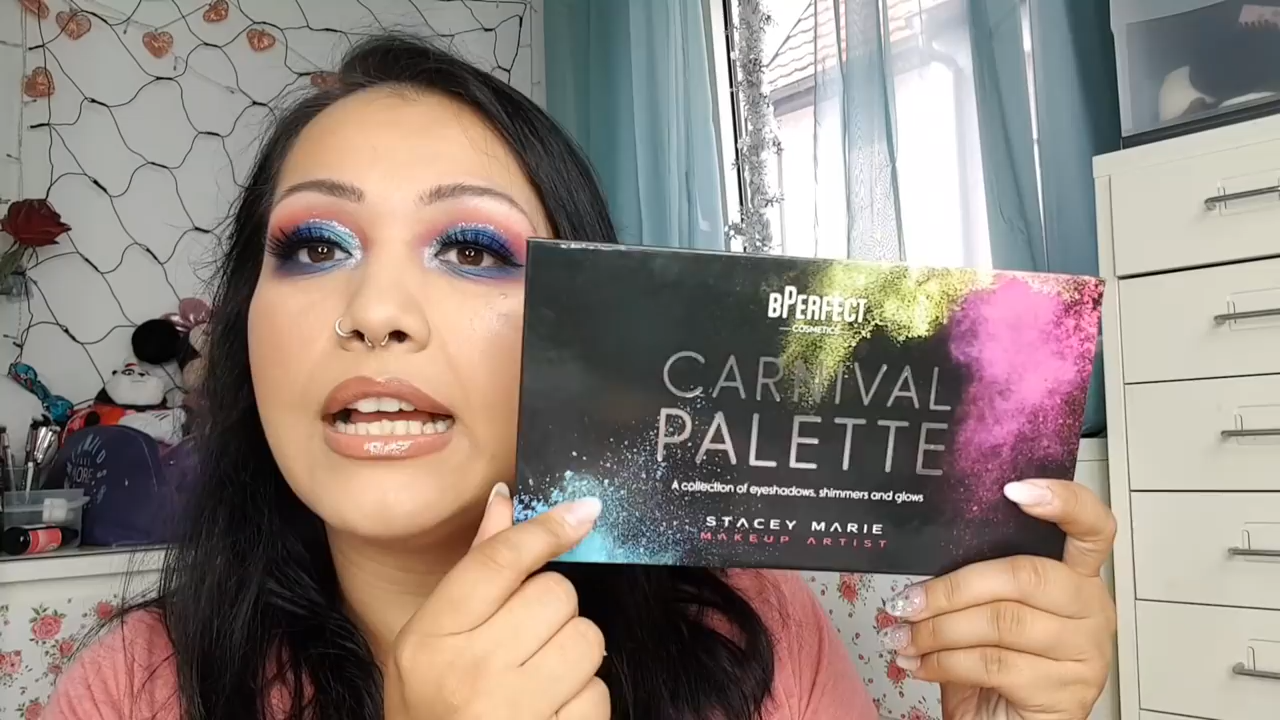 BPERFECT
COSMETICS
CARNIVAL
PALETTE
A collection of eyeshadows, shimmers and glows
STACEY MARIE
MAKEUP ARTIST